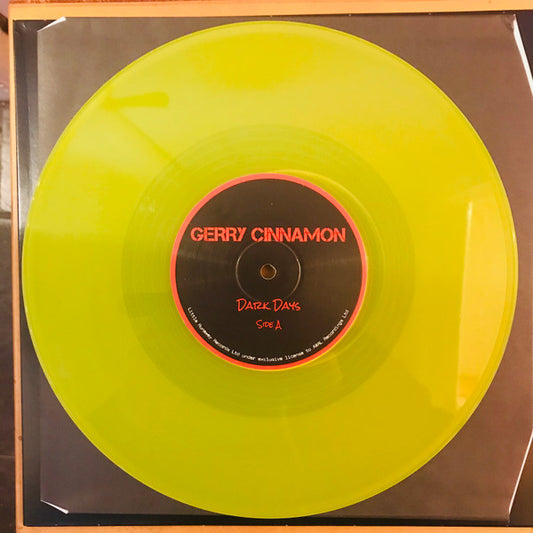 GERRY CINNAMON
Dark Days
Side A
Little Runaway Records Ltd under exclusive license to AWAL Recordings Ltd